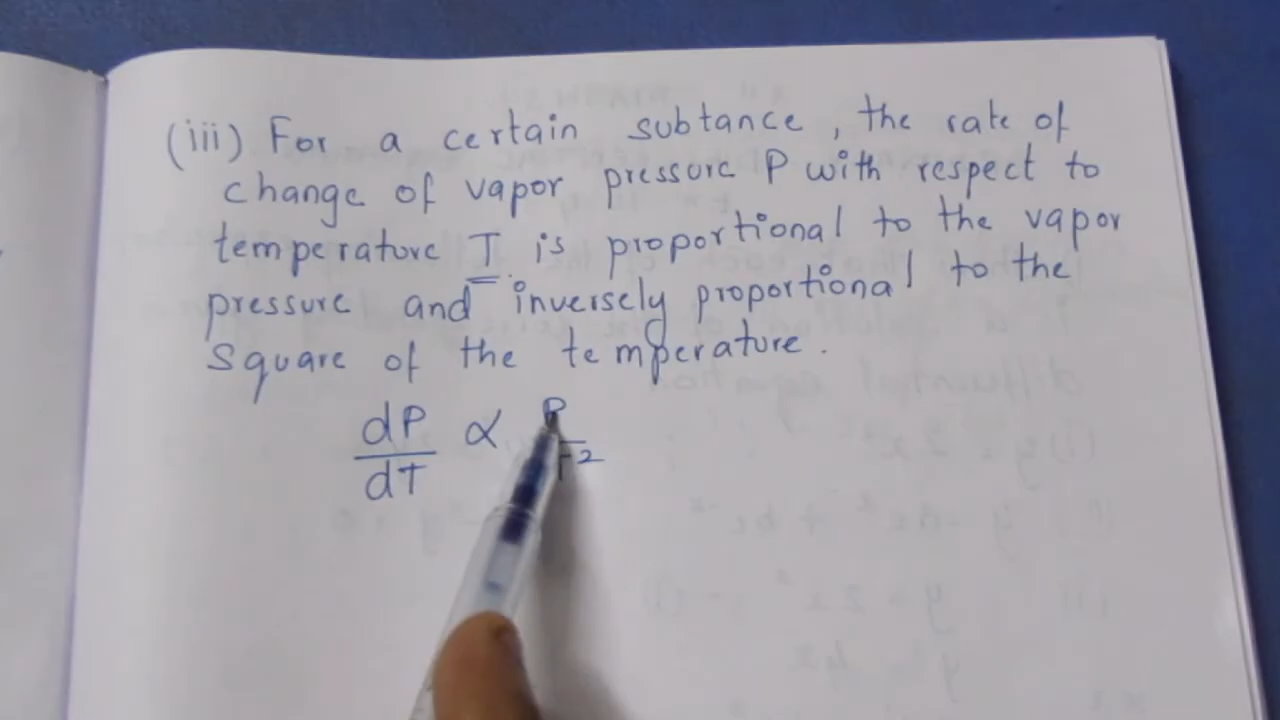 (iii) For a certain subtance, the rate of
change of vapor pressure P with respect to
temperature T is proportional to the vapor
pressure and inversely proportional to the
square of the temperature.
dP/dT ∝ P/T²